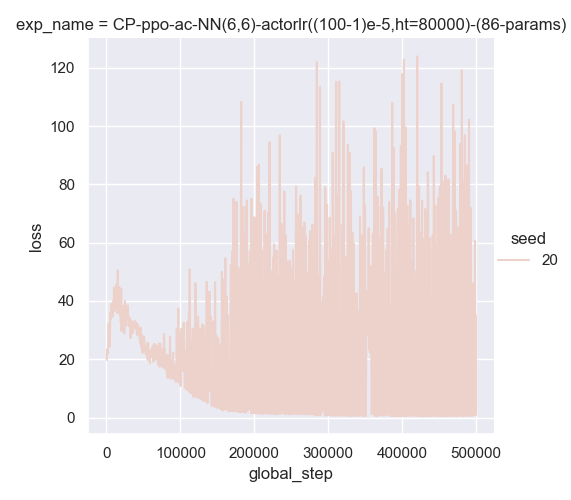 exp_name = CP-ppo-ac-NN(6,6)-actorlr((100-1)e-5,ht=80000)-(86-params)
120
100
80
60
40
20
0
loss
0 100000 200000 300000 400000 500000
global_step
seed
20